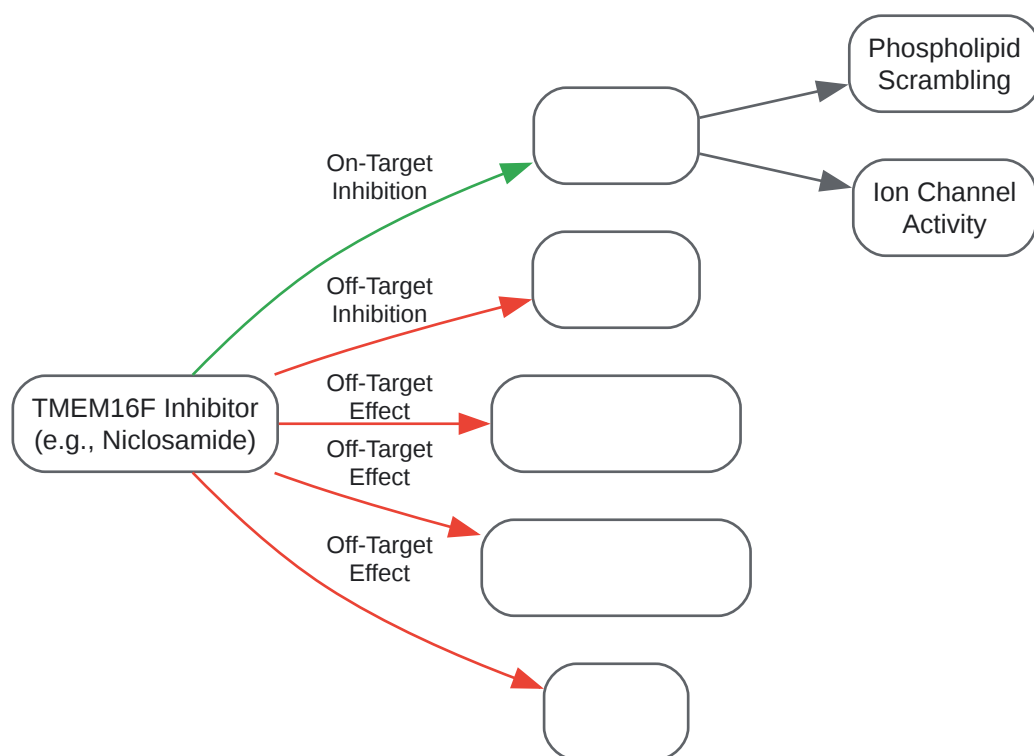 Phospholipid
Scrambling
On-Target
Inhibition
Ion Channel
Activity
Off-Target
Inhibition
TMEM16F Inhibitor
(e.g., Niclosamide)
Off-Target
Effect
Off-Target
Effect
Off-Target
Effect